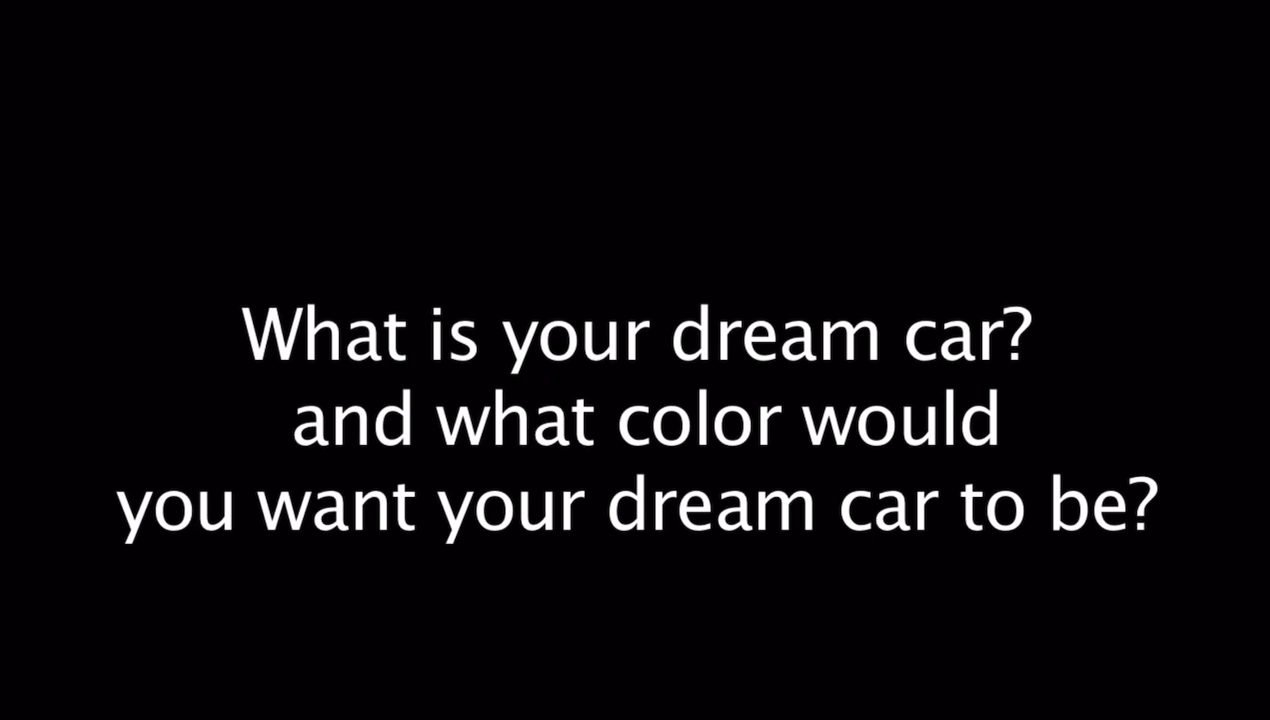 What is your dream car?
and what color would
you want your dream car to be?